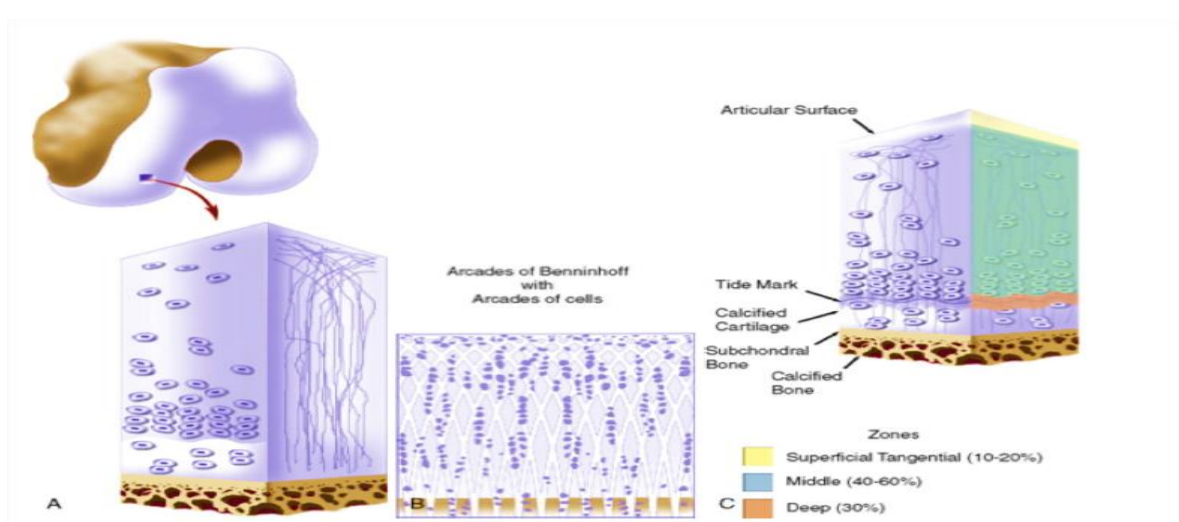 Articular Surface
Arcades of Benninhoff
with
Arcades of cells
Tide Mark
Calcified
Cartilage
Subchondral
Bone
Calcified
Bone
Zones
Superficial Tangential (10-20%)
Middle (40-60%)
Deep (30%)
A
B
C